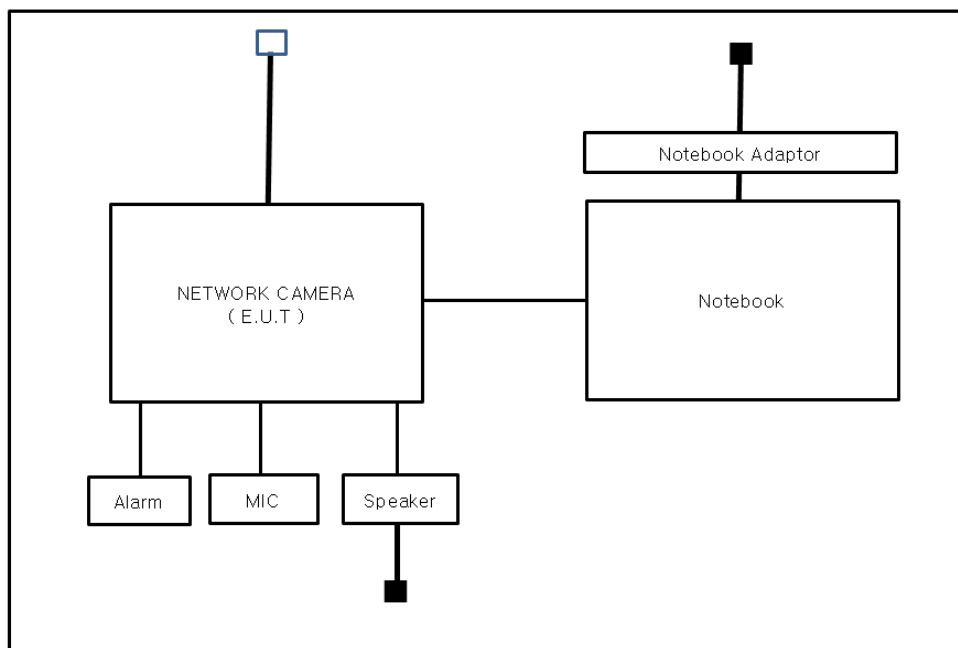 Notebook Adaptor
NETWORK CAMERA
( E.U.T )
Notebook
Alarm
MIC
Speaker